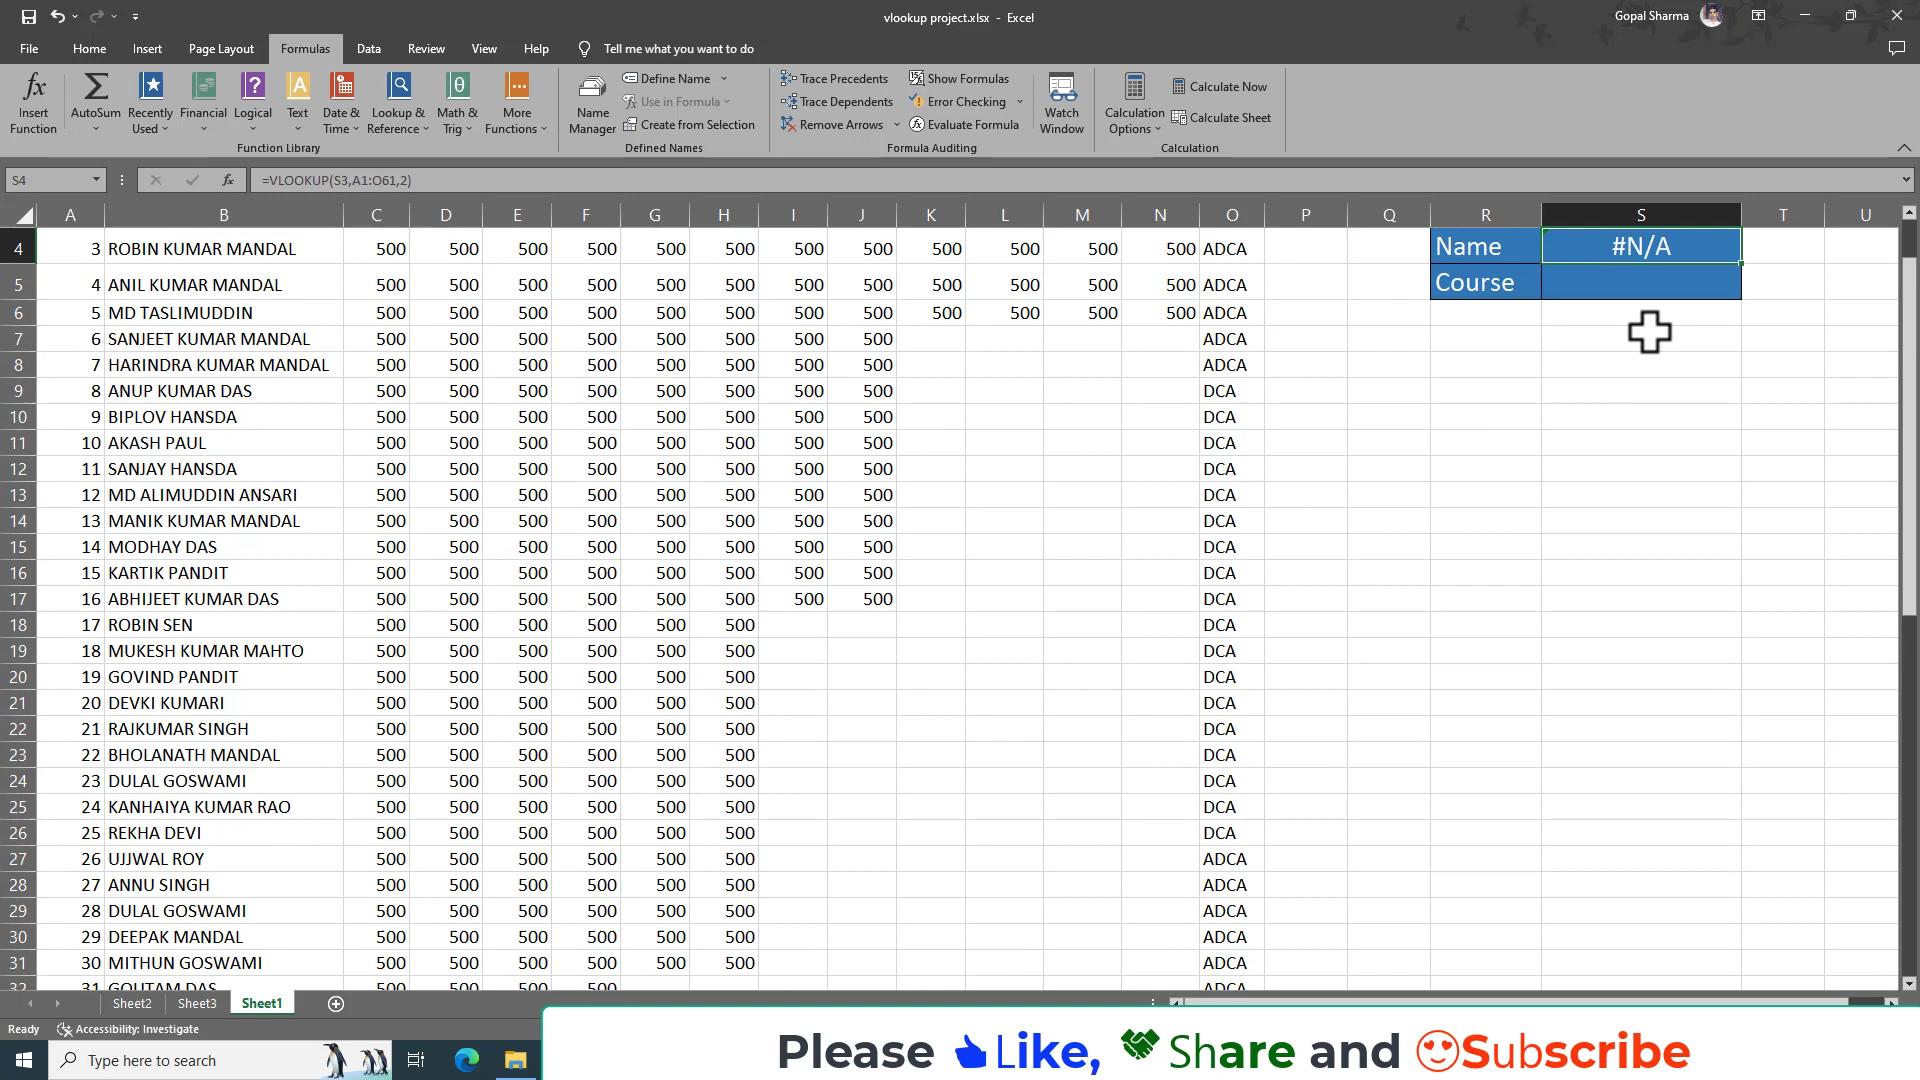 vlookup project.xlsx - Excel
Gopal Sharma
File Home Insert Page Layout Formulas Data Review View Help Tell me what you want to do
Insert Function
AutoSum
Recently Used
Financial
Logical
Text
Date & Time
Lookup & Reference
Math & Trig
More Functions
Function Library
Name Manager
Define Name
Use in Formula
Create from Selection
Defined Names
Trace Precedents
Trace Dependents
Remove Arrows
Show Formulas
Error Checking
Evaluate Formula
Formula Auditing
Watch Window
Calculation Options
Calculate Now
Calculate Sheet
Calculation
S4 fx =VLOOKUP(S3,A1:O61,2)
A B C D E F G H I J K L M N O P Q R S T U
4 3 ROBIN KUMAR MANDAL 500 500 500 500 500 500 500 500 500 500 500 500 ADCA Name #N/A
5 4 ANIL KUMAR MANDAL 500 500 500 500 500 500 500 500 500 500 500 500 ADCA Course
6 5 MD TASLIMUDDIN 500 500 500 500 500 500 500 500 500 500 500 500 ADCA
7 6 SANJEET KUMAR MANDAL 500 500 500 500 500 500 500 500 ADCA
8 7 HARINDRA KUMAR MANDAL 500 500 500 500 500 500 500 500 ADCA
9 8 ANUP KUMAR DAS 500 500 500 500 500 500 500 500 DCA
10 9 BIPLOV HANSDA 500 500 500 500 500 500 500 500 DCA
11 10 AKASH PAUL 500 500 500 500 500 500 500 500 DCA
12 11 SANJAY HANSDA 500 500 500 500 500 500 500 500 DCA
13 12 MD ALIMUDDIN ANSARI 500 500 500 500 500 500 500 500 DCA
14 13 MANIK KUMAR MANDAL 500 500 500 500 500 500 500 500 DCA
15 14 MODHAY DAS 500 500 500 500 500 500 500 500 DCA
16 15 KARTIK PANDIT 500 500 500 500 500 500 500 500 DCA
17 16 ABHIJEET KUMAR DAS 500 500 500 500 500 500 500 500 DCA
18 17 ROBIN SEN 500 500 500 500 500 500 DCA
19 18 MUKESH KUMAR MAHTO 500 500 500 500 500 500 DCA
20 19 GOVIND PANDIT 500 500 500 500 500 500 DCA
21 20 DEVKI KUMARI 500 500 500 500 500 500 DCA
22 21 RAJKUMAR SINGH 500 500 500 500 500 500 DCA
23 22 BHOLANATH MANDAL 500 500 500 500 500 500 DCA
24 23 DULAL GOSWAMI 500 500 500 500 500 500 DCA
25 24 KANHAIYA KUMAR RAO 500 500 500 500 500 500 DCA
26 25 REKHA DEVI 500 500 500 500 500 500 DCA
27 26 UJJWAL ROY 500 500 500 500 500 500 ADCA
28 27 ANNU SINGH 500 500 500 500 500 500 ADCA
29 28 DULAL GOSWAMI 500 500 500 500 500 500 ADCA
30 29 DEEPAK MANDAL 500 500 500 500 500 500 ADCA
31 30 MITHUN GOSWAMI 500 500 500 500 500 500 ADCA
32 31 GOUTAM DAS 500 500 500 500 500 500 ADCA
Sheet2 Sheet3 Sheet1
Ready Accessibility: Investigate
Type here to search
Please Like, Share and Subscribe